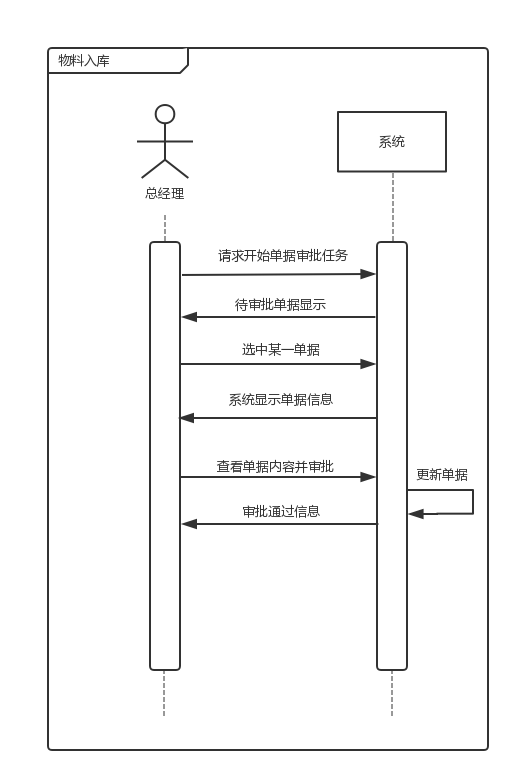 物料入库
系统
总经理
请求开始单据审批任务
待审批单据显示
选中某一单据
系统显示单据信息
查看单据内容并审批
更新单据
审批通过信息